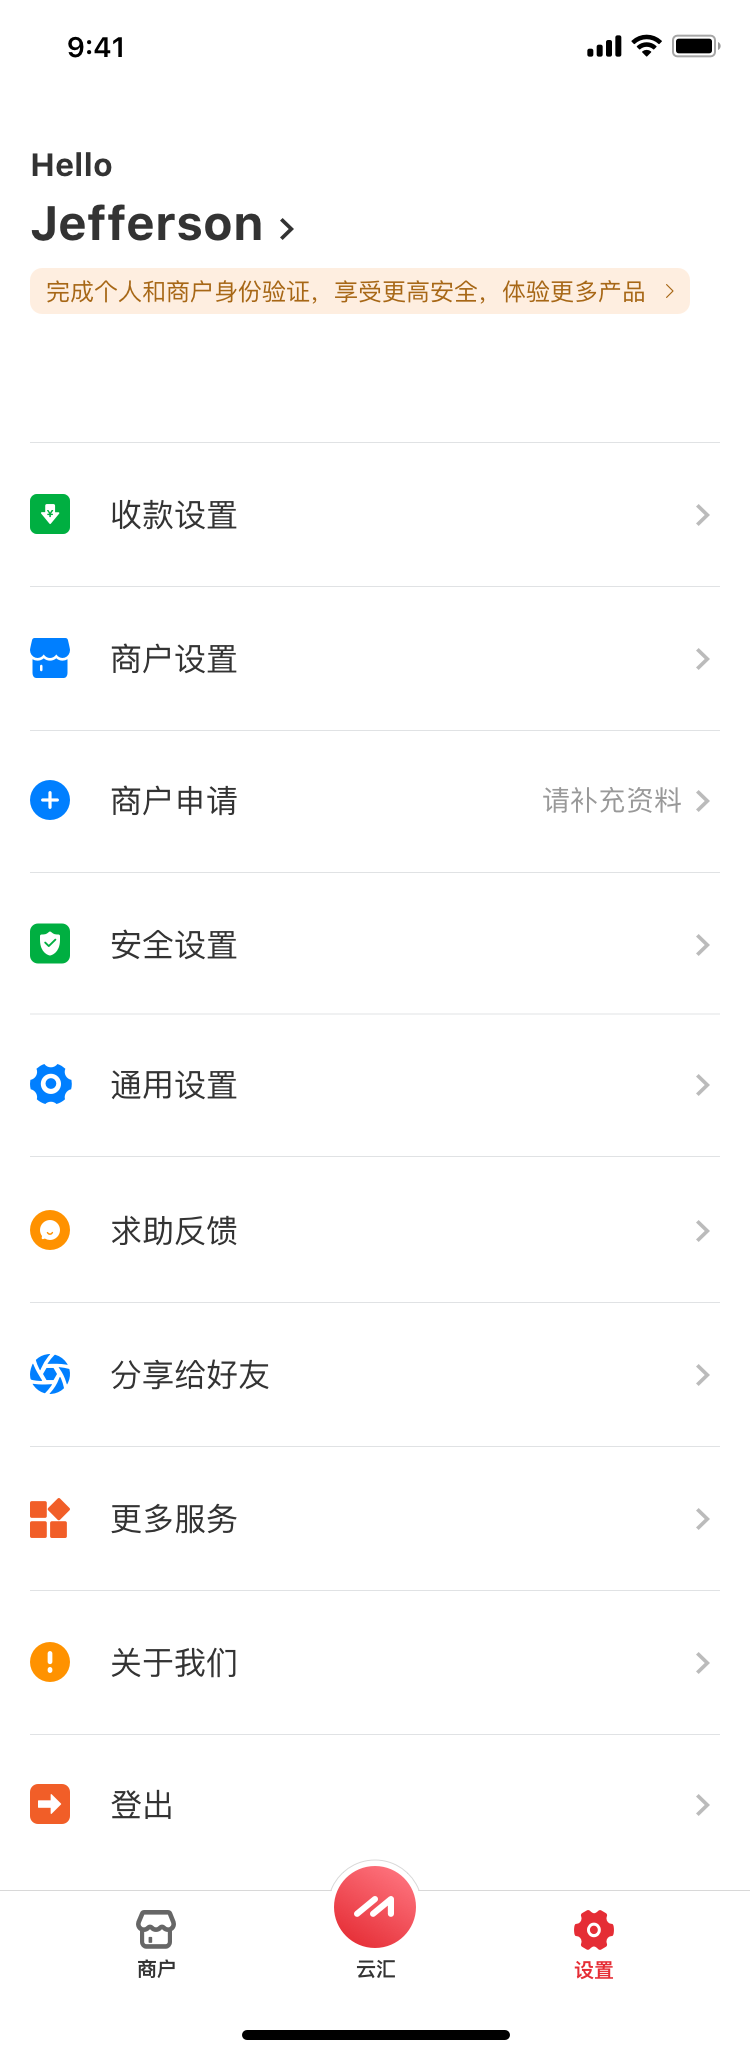 9:41
Hello
Jefferson
完成个人和商户身份验证，享受更高安全，体验更多产品
收款设置
商户设置
商户申请 请补充资料
安全设置
通用设置
求助反馈
分享给好友
更多服务
关于我们
登出
商户 云汇 设置